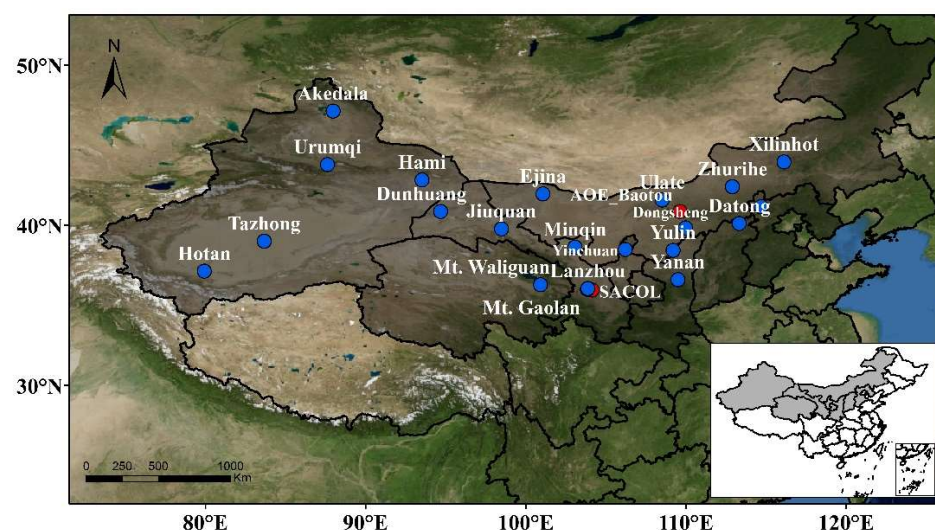 50°N
40°N
30°N
N
Akedala
Urumqi
Hami
Dunhuang
Tazhong
Hotan
Ejina
Jiuquan
Minqin
Yinchuan
Mt. Waliguan
Lanzhou
Mt. Gaolan
SACOL
Xilinhot
Zhurihe
Ulatc
AOE_Baotou
Dongsheng
Datong
Yulin
Yanan
0 250 500 1000
Km
80°E 90°E 100°E 110°E 120°E